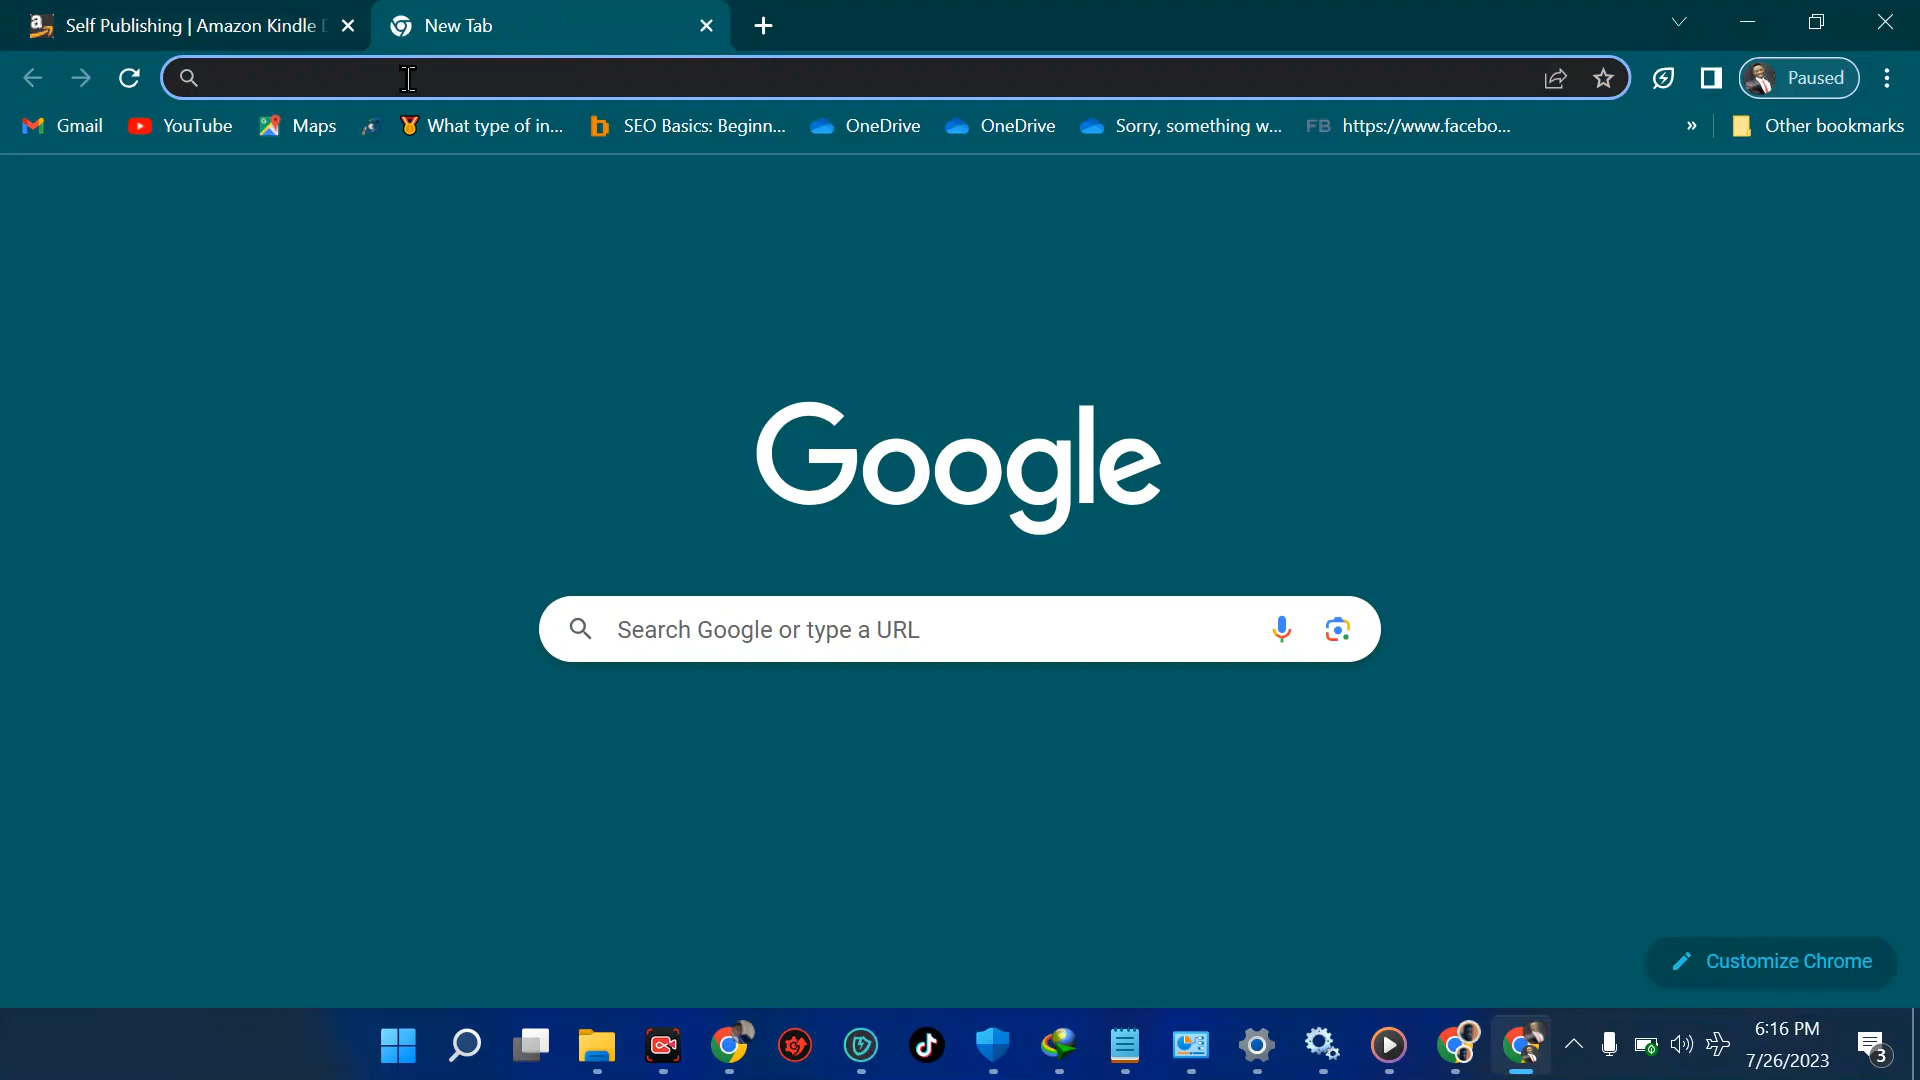 Self Publishing | Amazon Kindle D
New Tab
Paused
Gmail
YouTube
Maps
What type of in...
SEO Basics: Beginn...
OneDrive
OneDrive
Sorry, something w...
FB
https://www.facebo...
»
Other bookmarks
Google
Search Google or type a URL
Customize Chrome
6:16 PM
7/26/2023
3